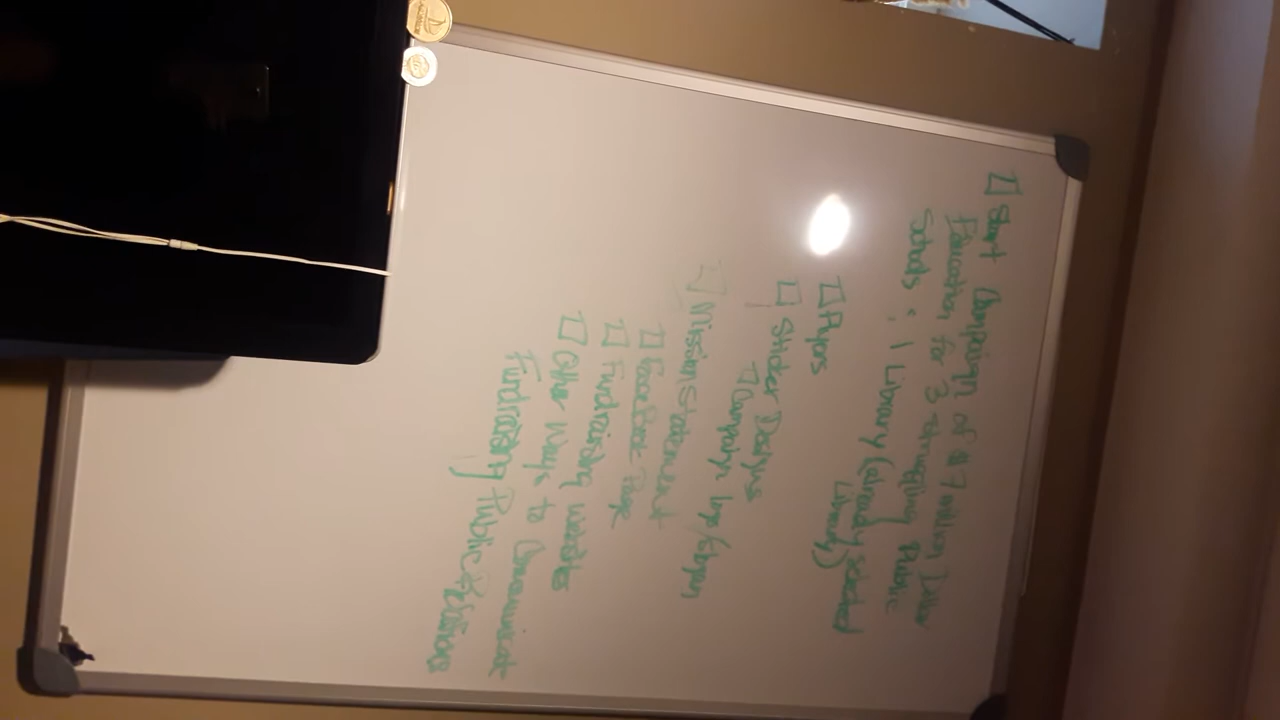 □ Start Campaign of $7 million Dollar
Education for 3 struggling Public
Schools & 1 Library (already selected
Library)
□ Flyers
□ Sticker Designs
□ Campaign logo/slogan
□ Mission Statement
□ Facebook Page
□ Fundraising websites
□ Other Ways to Communicate
Fundraising Public Relations